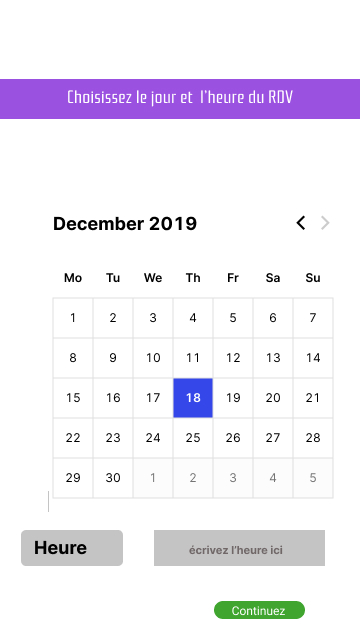 Choisissez le jour et l'heure du RDV
December 2019
Mo Tu We Th Fr Sa Su
1 2 3 4 5 6 7
8 9 10 11 12 13 14
15 16 17 18 19 20 21
22 23 24 25 26 27 28
29 30 1 2 3 4 5
Heure écrivez l'heure ici
Continuez